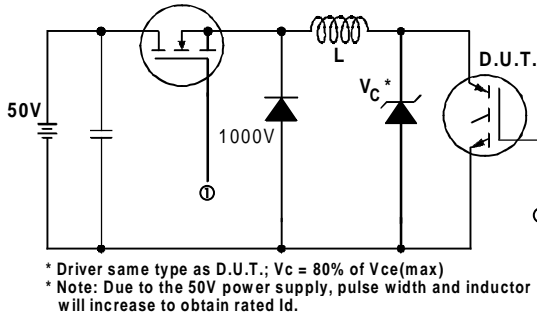 L
D.U.T.
VC *
50V
1000V
①
* Driver same type as D.U.T.; Vc = 80% of Vce(max)
* Note: Due to the 50V power supply, pulse width and inductor
will increase to obtain rated Id.